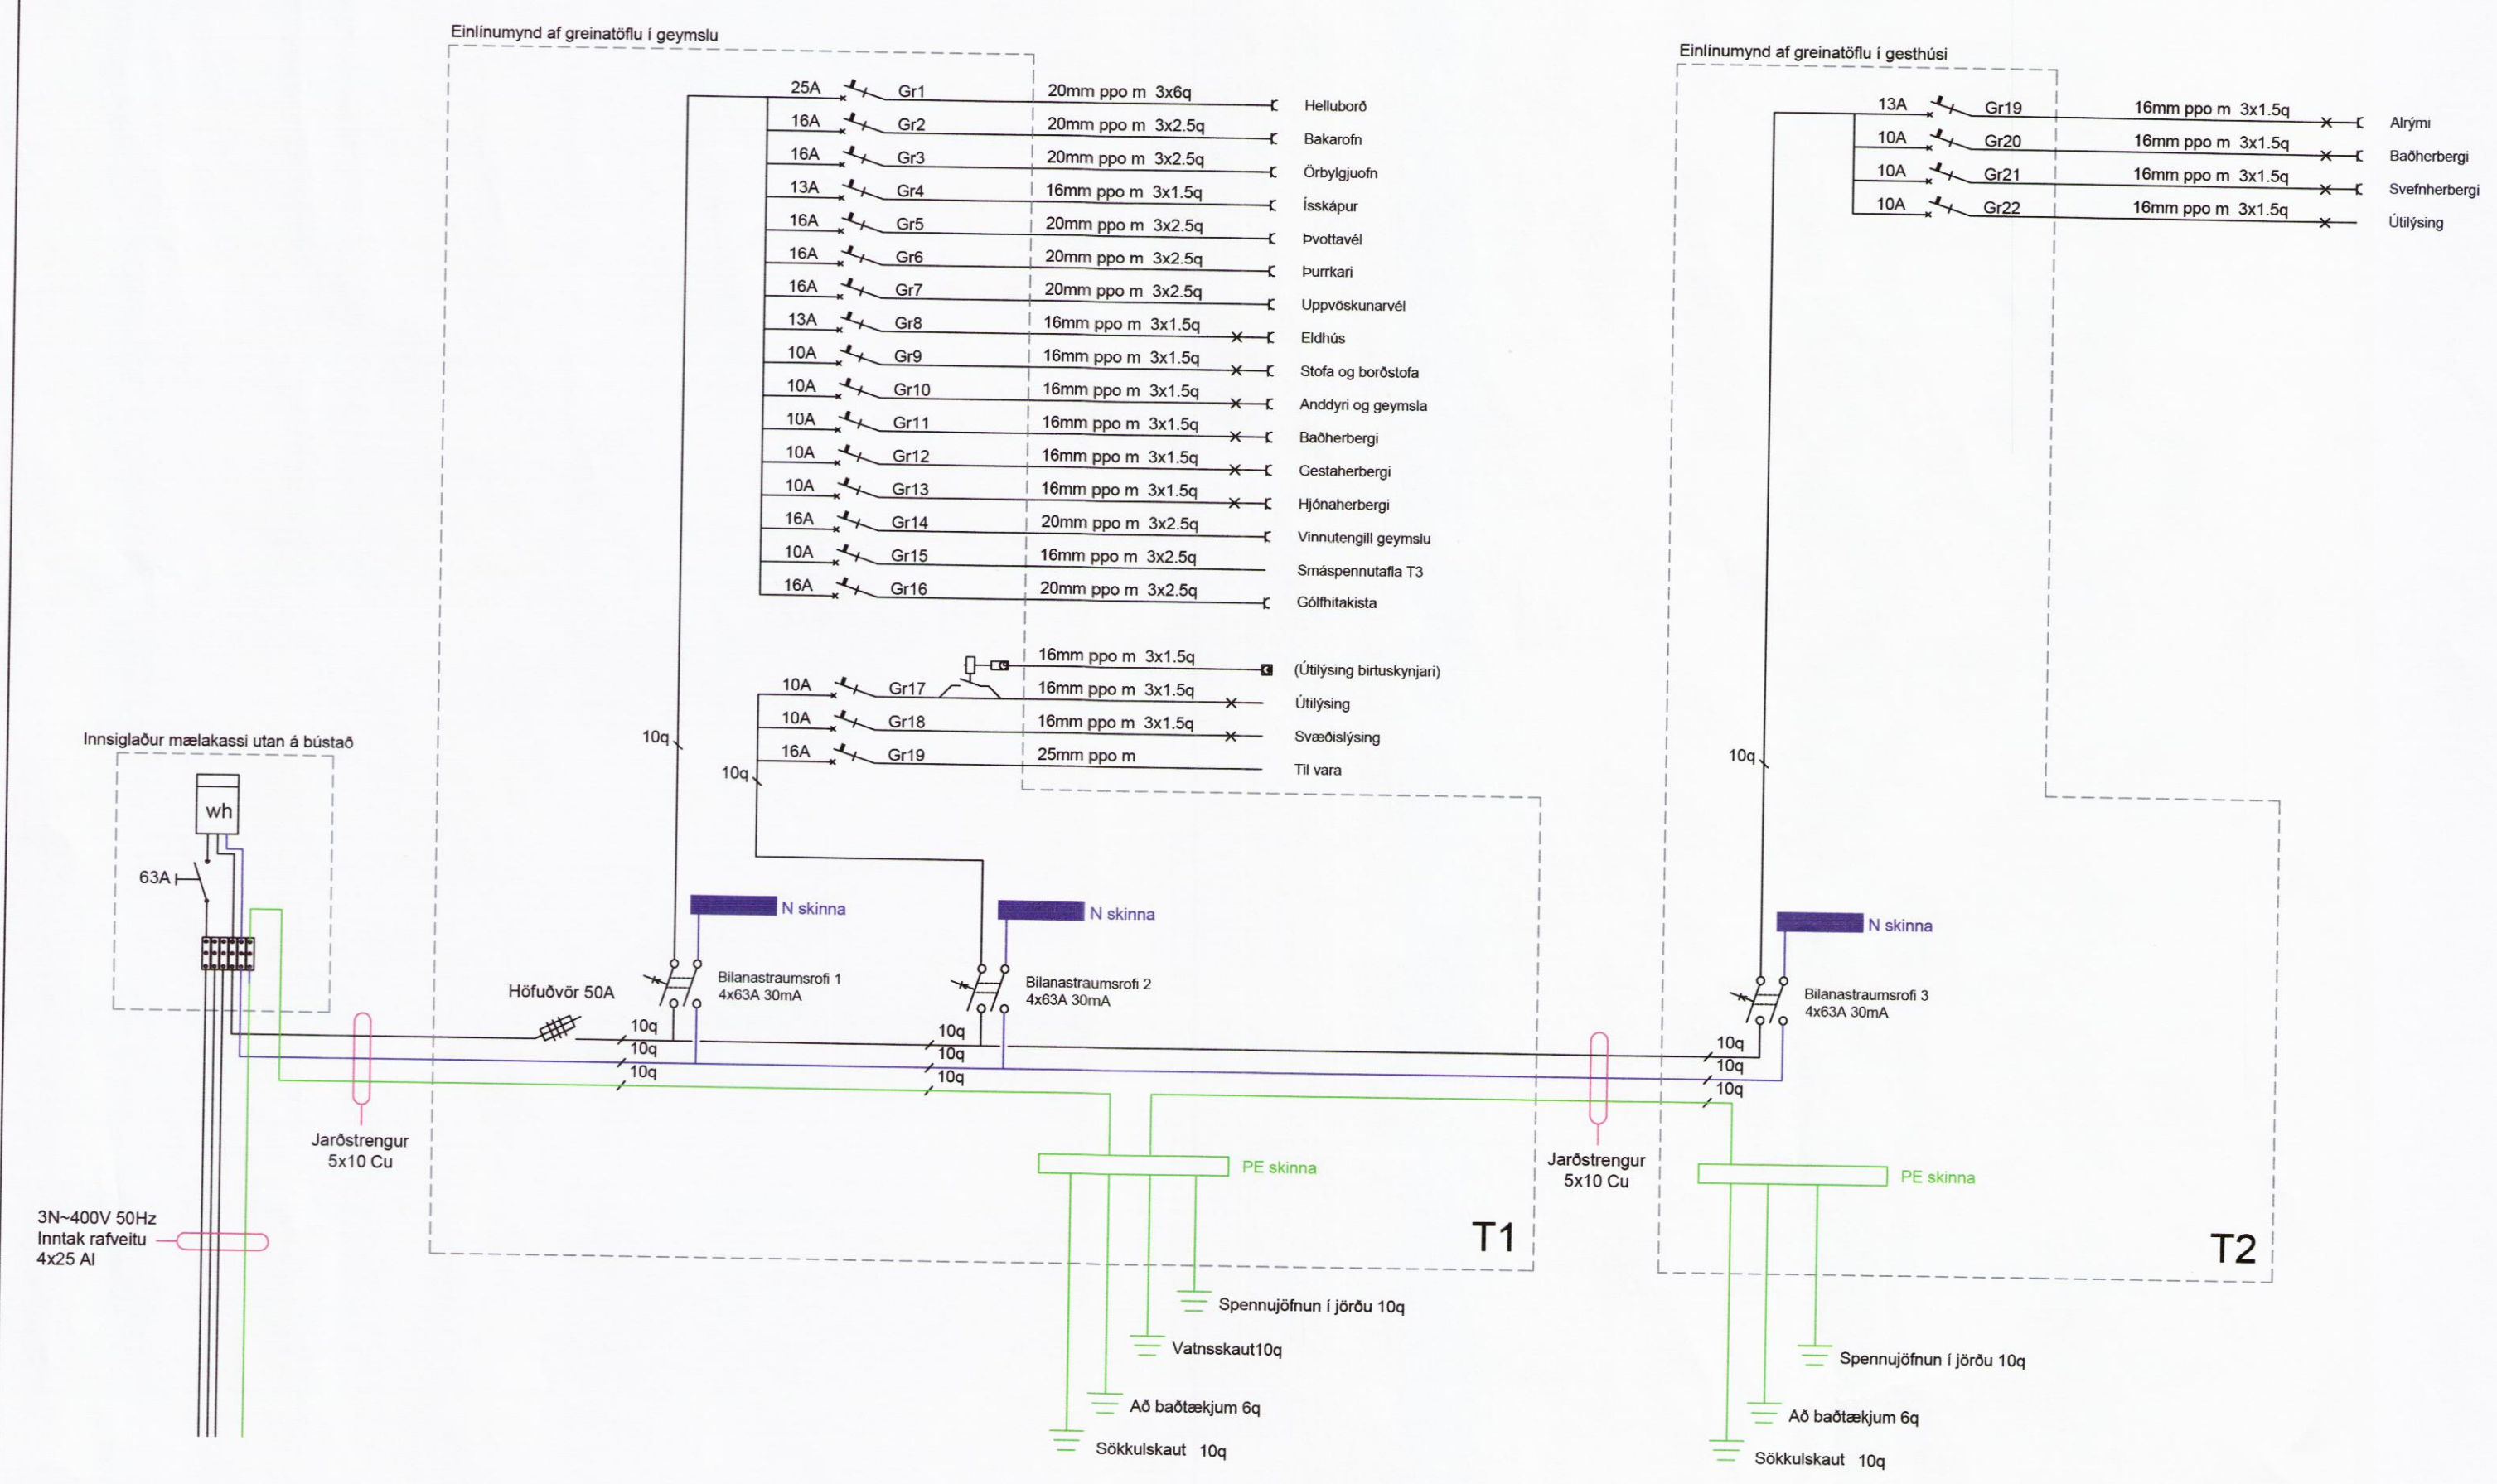 Einlínumynd af greinatöflu í geymslu
25A Gr1 20mm ppo m 3x6q Helluborð
16A Gr2 20mm ppo m 3x2.5q Bakarofn
16A Gr3 20mm ppo m 3x2.5q Örbylgjuofn
13A Gr4 16mm ppo m 3x1.5q Ísskápur
16A Gr5 20mm ppo m 3x2.5q Þvottavél
16A Gr6 20mm ppo m 3x2.5q Þurrkari
16A Gr7 20mm ppo m 3x2.5q Uppvöskunarvél
13A Gr8 16mm ppo m 3x1.5q Eldhús
10A Gr9 16mm ppo m 3x1.5q Stofa og borðstofa
10A Gr10 16mm ppo m 3x1.5q Anddyri og geymsla
10A Gr11 16mm ppo m 3x1.5q Baðherbergi
10A Gr12 16mm ppo m 3x1.5q Gestaherbergi
10A Gr13 16mm ppo m 3x1.5q Hjónaherbergi
16A Gr14 20mm ppo m 3x2.5q Vinnutengill geymslu
10A Gr15 16mm ppo m 3x2.5q Smáspennutafla T3
16A Gr16 20mm ppo m 3x2.5q Gólfhitakista
16mm ppo m 3x1.5q (Útilýsing birtuskynjari)
10A Gr17 16mm ppo m 3x1.5q Útilýsing
10A Gr18 16mm ppo m 3x1.5q Svæðislýsing
16A Gr19 25mm ppo m Til vara
10q
10q
Einlínumynd af greinatöflu í gesthúsi
13A Gr19 16mm ppo m 3x1.5q Alrými
10A Gr20 16mm ppo m 3x1.5q Baðherbergi
10A Gr21 16mm ppo m 3x1.5q Svefnherbergi
10A Gr22 16mm ppo m 3x1.5q Útilýsing
10q
Innsiglaður mælakassi utan á bústað
wh
63A
N skinna
N skinna
N skinna
Höfuðvör 50A
Bilanastraumsrofi 1
4x63A 30mA
Bilanastraumsrofi 2
4x63A 30mA
Bilanastraumsrofi 3
4x63A 30mA
10q
10q
10q
10q
10q
10q
10q
10q
10q
Jarðstrengur
5x10 Cu
Jarðstrengur
5x10 Cu
PE skinna
PE skinna
3N~400V 50Hz
Inntak rafveitu
4x25 Al
T1
T2
Spennujöfnun í jörðu 10q
Vatnsskaut10q
Að baðtækjum 6q
Sökkulskaut 10q
Spennujöfnun í jörðu 10q
Að baðtækjum 6q
Sökkulskaut 10q